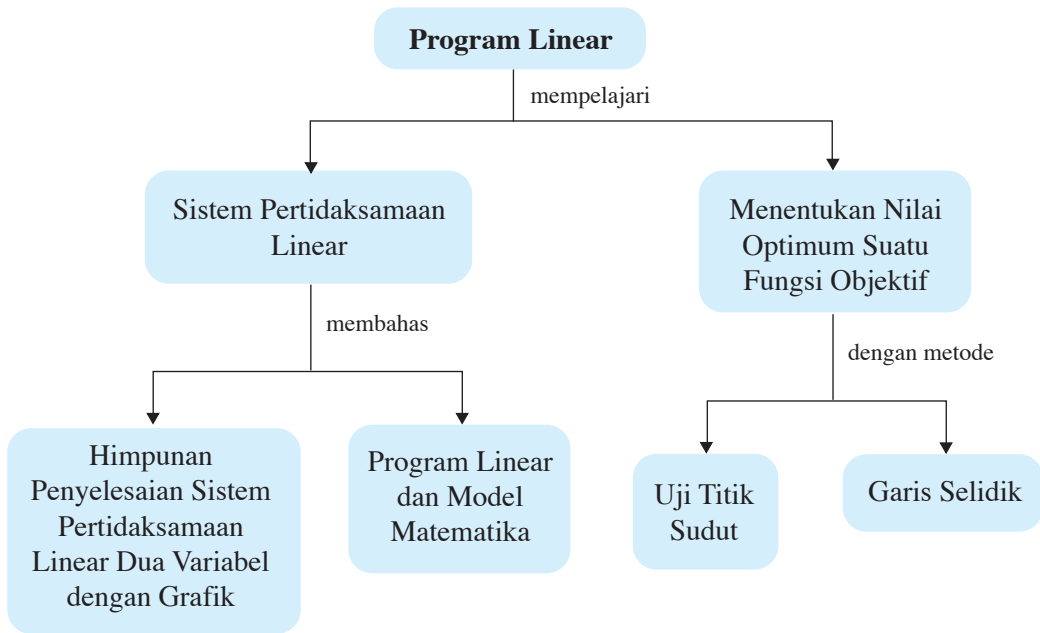 Program Linear
mempelajari
Sistem Pertidaksamaan
Linear
Menentukan Nilai
Optimum Suatu
Fungsi Objektif
membahas
dengan metode
Himpunan
Penyelesaian Sistem
Pertidaksamaan
Linear Dua Variabel
dengan Grafik
Program Linear
dan Model
Matematika
Uji Titik
Sudut
Garis Selidik